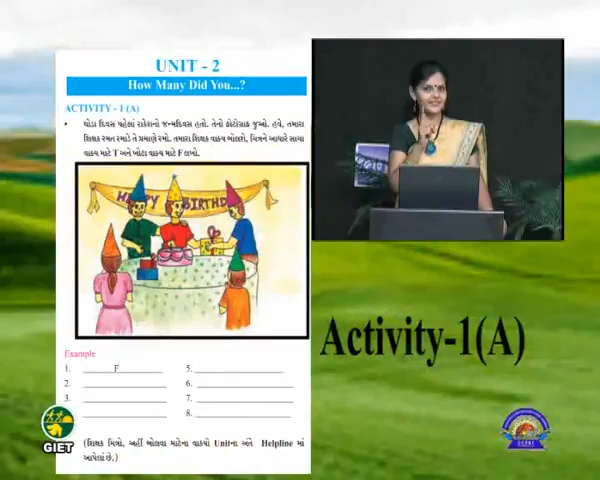 UNIT - 2
How Many Did You...?
ACTIVITY - 1 (A)
• થોડા દિવસ પહેલાં રાકેશનો જન્મદિવસ હતો. તેનો ફોટોગ્રાફ જુઓ. હવે, તમારા
શિક્ષક રમત રમાડે તે પ્રમાણે રમો. તમારા શિક્ષક વાક્ય બોલશે. ચિત્રને આધારે સાચા
વાક્ય માટે T અને ખોટા વાક્ય માટે F લખો.
HAPPY BIRTHD
Example
1. F
2.
3.
5.
6.
7.
8.
(શિક્ષક મિત્રો, અહીં બોલવા માટેના વાક્યો Unitના અંતે Helpline માં
આપેલાં છે.)
Activity-1(A)
GIET